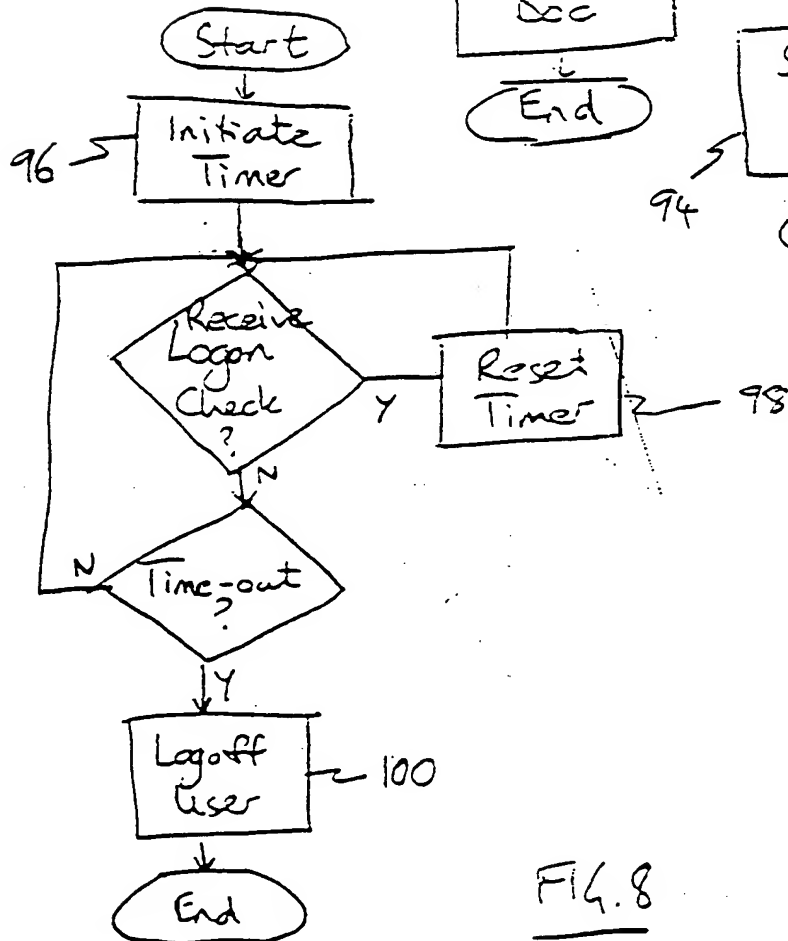 Start
Doc
End
S
94
96
Initiate
Timer
Receive
Logon
Check
?
Y
N
Reset
Timer
98
Time-out
?
N
Y
Logoff
User
100
End
FIG. 8